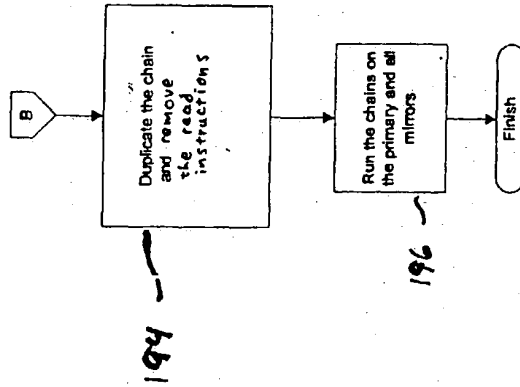 B
Duplicate the chain
and remove
the read
instructions
194
Run the chains on
the primary and all
mirrors
196
Finish